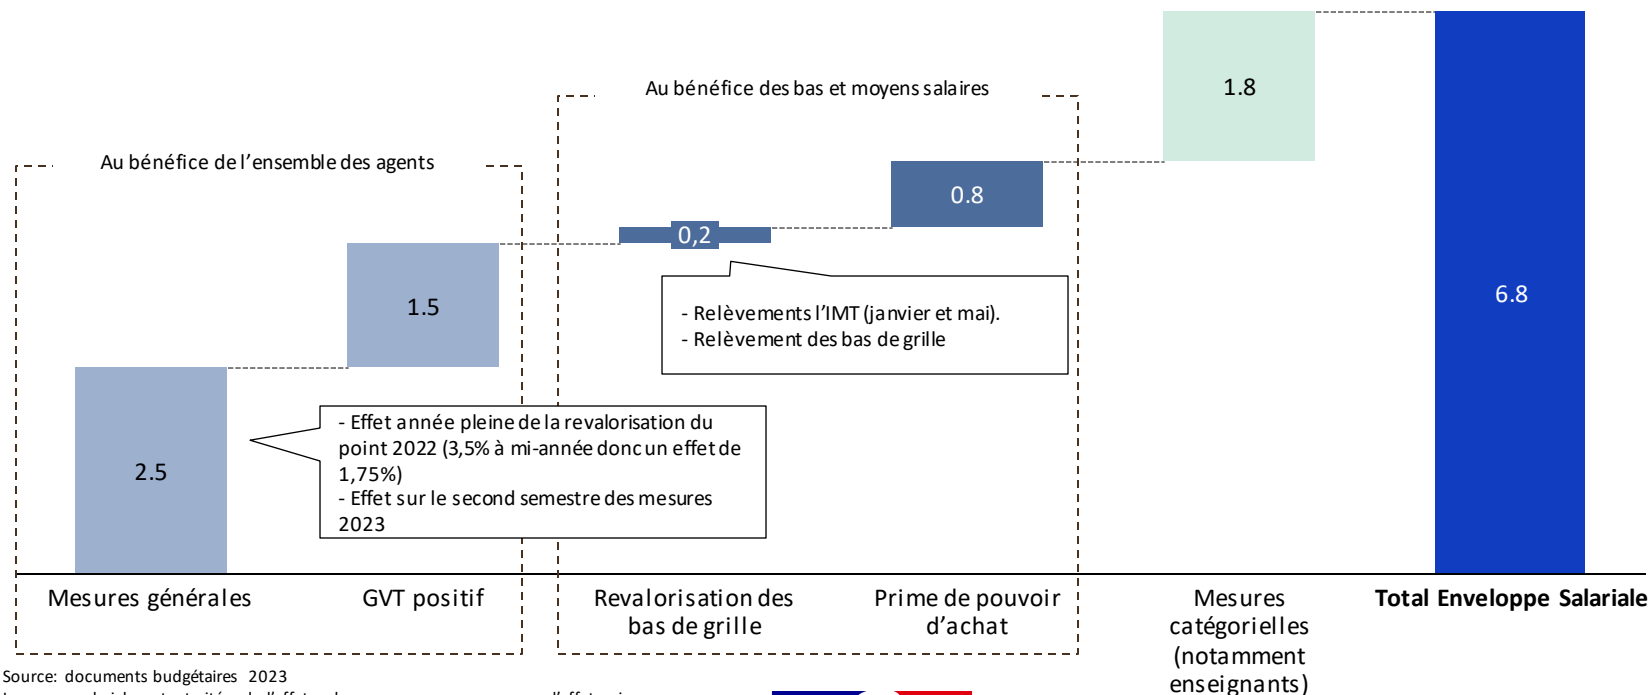 Au bénéfice de l'ensemble des agents
Au bénéfice des bas et moyens salaires
2.5
1.5
0,2
0.8
1.8
6.8
- Effet année pleine de la revalorisation du
point 2022 (3,5% à mi-année donc un effet de
1,75%)
- Effet sur le second semestre des mesures
2023
- Relèvements l'IMT (janvier et mai).
- Relèvement des bas de grille
Mesures générales
GVT positif
Revalorisation des
bas de grille
Prime de pouvoir
d'achat
Mesures
catégorielles
(notamment
enseignants)
Total Enveloppe Salariale
Source: documents budgétaires 2023